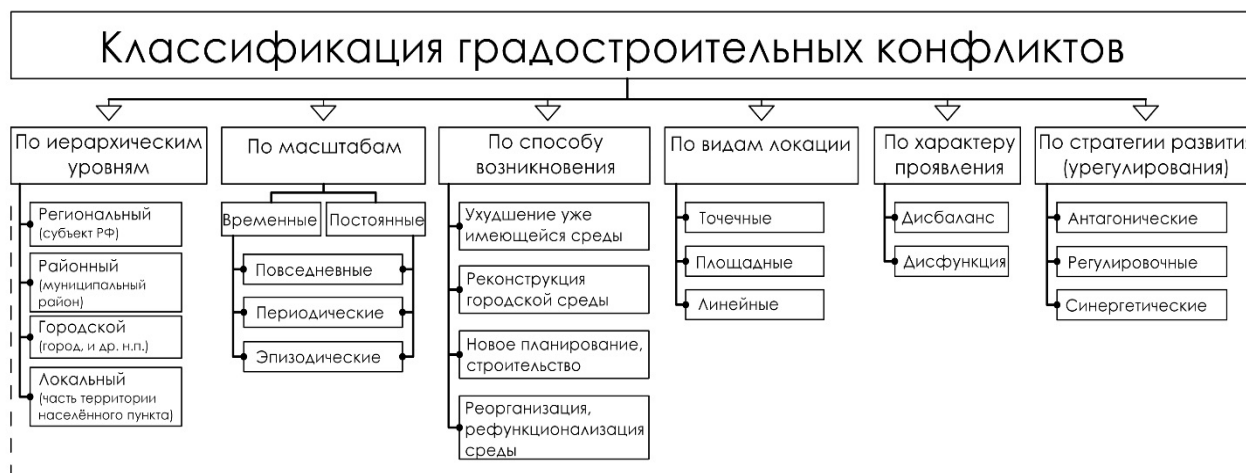 Классификация градостроительных конфликтов
По иерархическим
уровням
Региональный
(субъект РФ)
Районный
(муниципальный
район)
Городской
(город, и др. н.п.)
Локальный
(часть территории
населённого пункта)
По масштабам
Временные
Постоянные
Повседневные
Периодические
Эпизодические
По способу
возникновения
Ухудшение уже
имеющейся среды
Реконструкция
городской среды
Новое планирование,
строительство
Реорганизация,
рефункционализация
среды
По видам локации
Точечные
Площадные
Линейные
По характеру
проявления
Дисбаланс
Дисфункция
По стратегии развития
(урегулирования)
Антагонические
Регулировочные
Синергетические